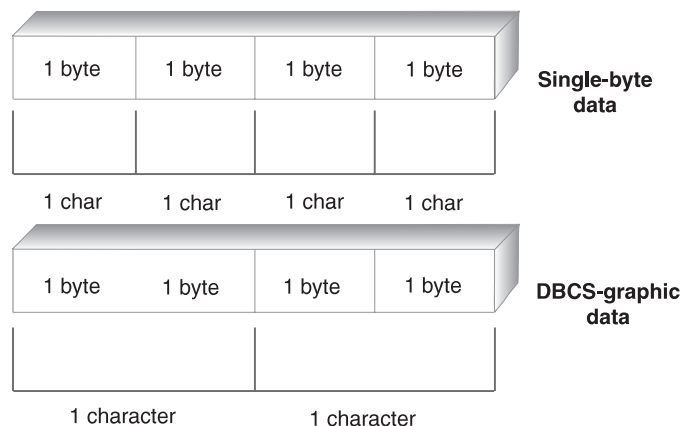 1 byte 1 byte 1 byte 1 byte
Single-byte
data
1 char 1 char 1 char 1 char
1 byte 1 byte 1 byte 1 byte
DBCS-graphic
data
1 character 1 character